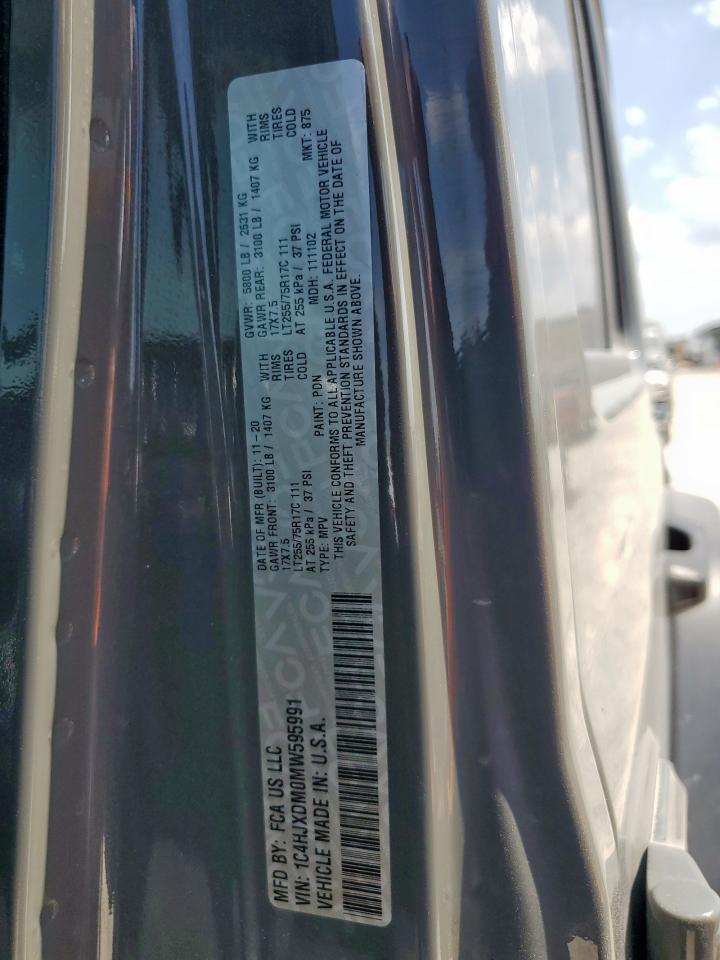 MFD BY: FCA US LLC
VIN: 1C4HJXDM0MW595991
VEHICLE MADE IN: U.S.A.
DATE OF MFR (BUILT): 11-20
GAWR FRONT: 3100 LB / 1407 KG WITH
17X7.5 RIMS
LT255/75R17C 111 TIRES
AT 255 kPa / 37 PSI COLD
TYPE: MPV PAINT: PDN
GVWR: 5800 LB / 2631 KG
GAWR REAR: 3100 LB / 1407 KG WITH
17X7.5 RIMS
LT255/75R17C 111 TIRES
AT 255 kPa / 37 PSI COLD
MDH: 111102 MKT: 875
THIS VEHICLE CONFORMS TO ALL APPLICABLE U.S.A. FEDERAL MOTOR VEHICLE
SAFETY AND THEFT PREVENTION STANDARDS IN EFFECT ON THE DATE OF
MANUFACTURE SHOWN ABOVE.